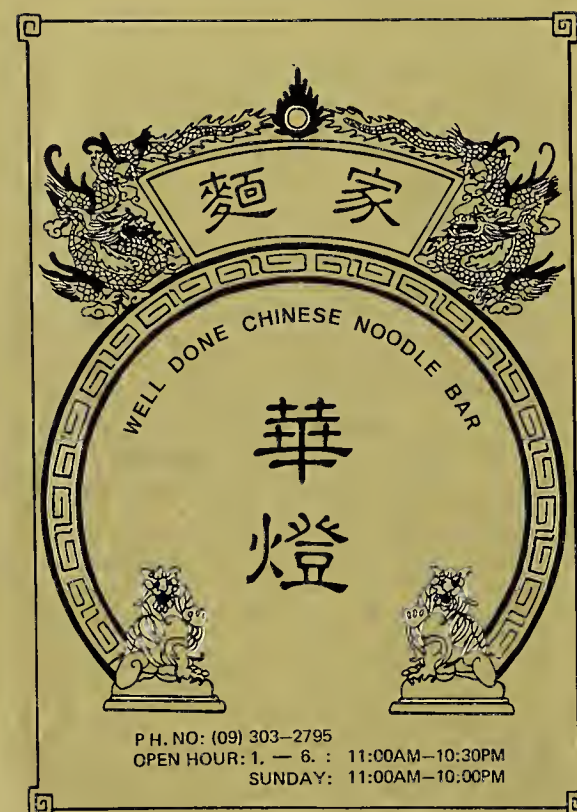 麵 家
WELL DONE CHINESE NOODLE BAR
華
燈
PH. NO: (09) 303–2795
OPEN HOUR: 1. — 6. : 11:00AM–10:30PM
SUNDAY: 11:00AM–10:00PM